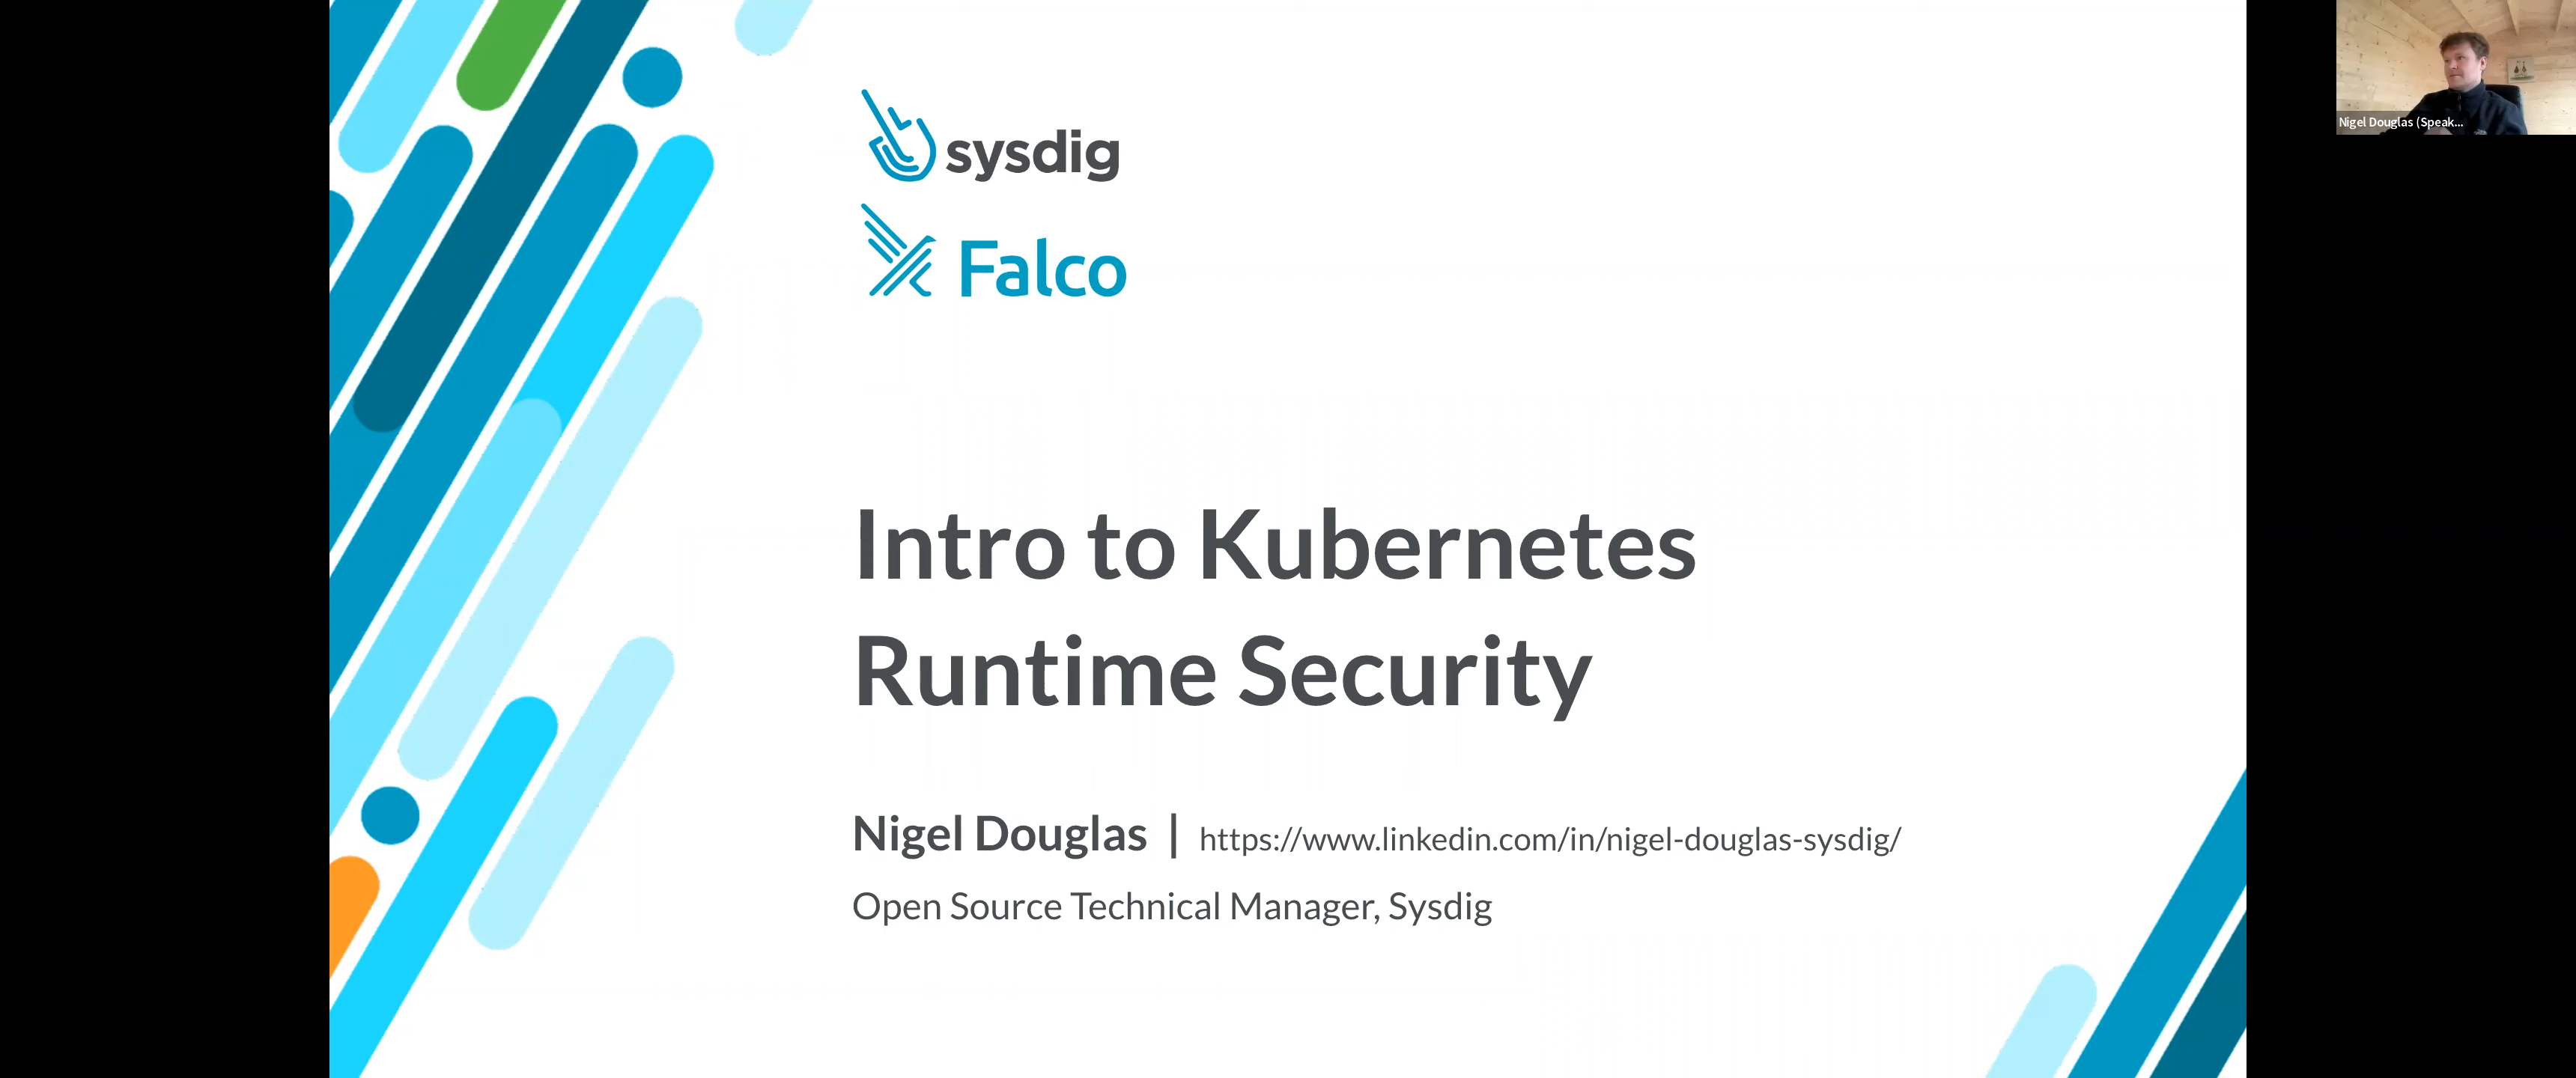 sysdig
Falco
Intro to Kubernetes
Runtime Security
Nigel Douglas | https://www.linkedin.com/in/nigel-douglas-sysdig/
Open Source Technical Manager, Sysdig
Nigel Douglas (Speak...